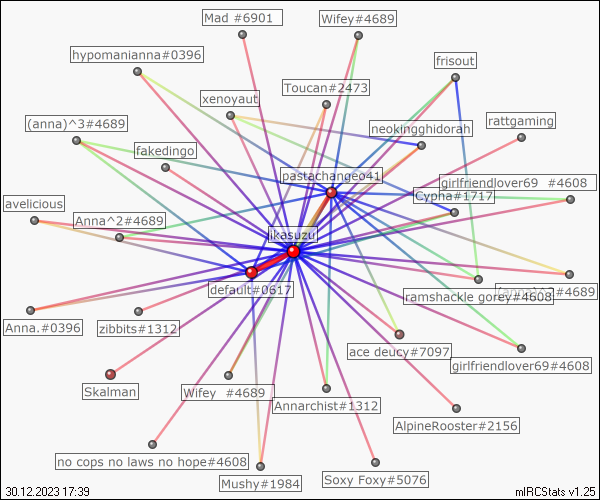 Mad #6901
Wifey#4689
hypomanianna#0396
frisout
Toucan#2473
xenoyaut
(anna)^3#4689
neokingghidorah
rattgaming
fakedingo
pastachangeo41
girlfriendlover69 #4608
Cypha#1717
avelicious
Anna^2#4689
ikasuzu
default#0617
ramshackle gorey#4608
#4689
Anna.#0396
zibbits#1312
ace deucy#7097
girlfriendlover69#4608
Skalman
Wifey #4689
Annarchist#1312
AlpineRooster#2156
no cops no laws no hope#4608
Mushy#1984
Soxy Foxy#5076
30.12.2023 17:39
mIRCStats v1.25